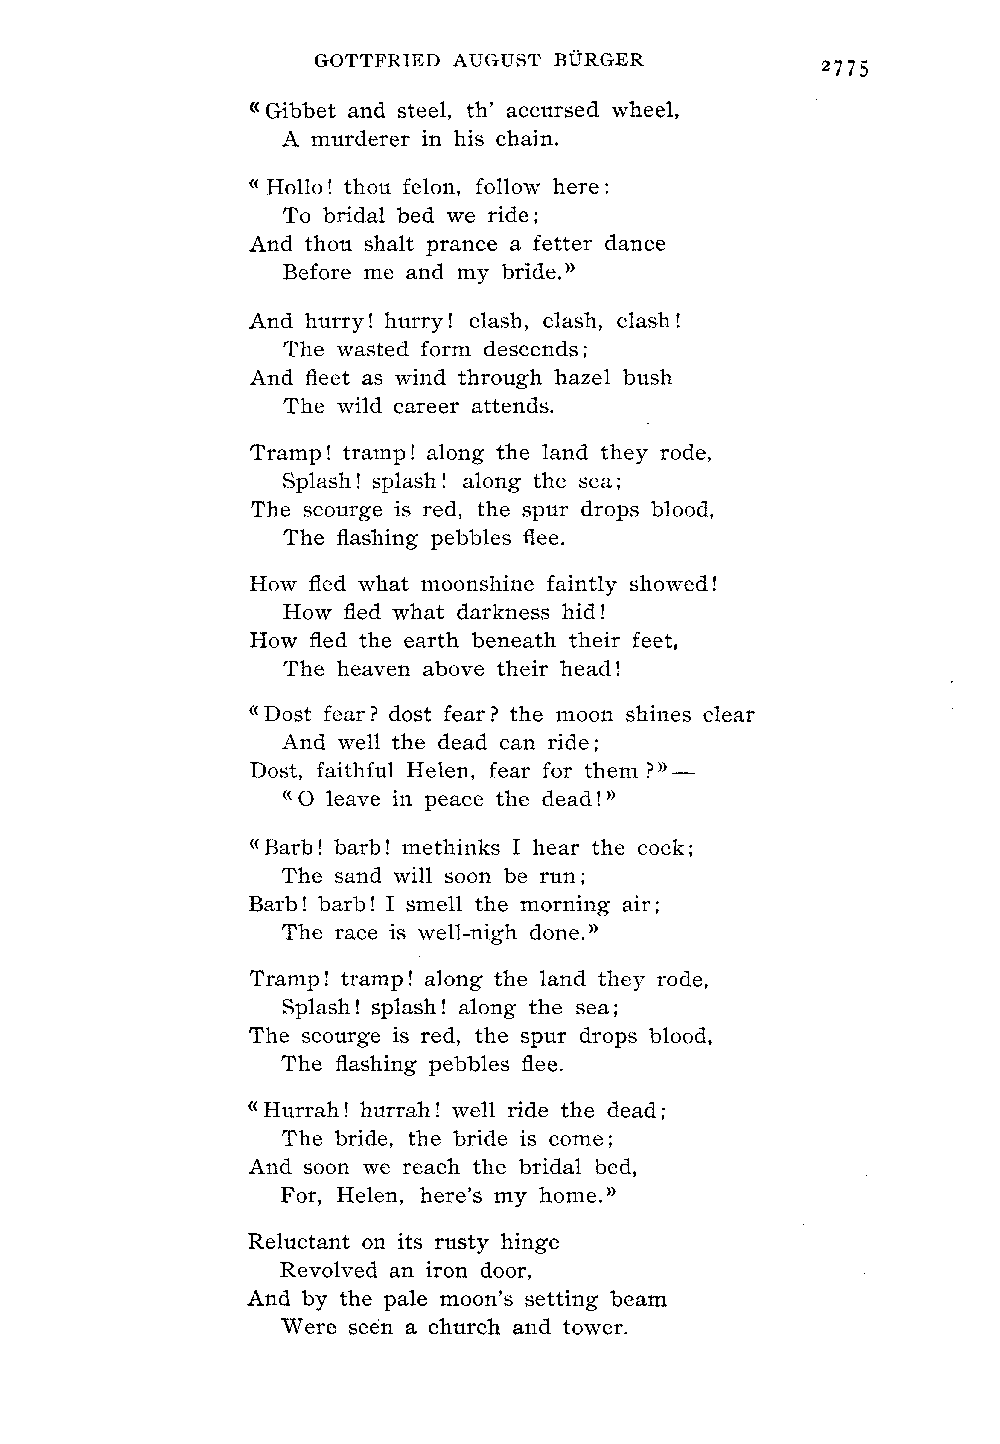 GOTTFRIED AUGUST BÜRGER 2775
«Gibbet and steel, th' accursed wheel,
A murderer in his chain.
«Hollo! thou felon, follow here:
To bridal bed we ride;
And thou shalt prance a fetter dance
Before me and my bride.»
And hurry! hurry! clash, clash, clash!
The wasted form descends;
And fleet as wind through hazel bush
The wild career attends.
Tramp! tramp! along the land they rode,
Splash! splash! along the sea;
The scourge is red, the spur drops blood,
The flashing pebbles flee.
How fled what moonshine faintly showed!
How fled what darkness hid!
How fled the earth beneath their feet,
The heaven above their head!
«Dost fear? dost fear? the moon shines clear
And well the dead can ride;
Dost, faithful Helen, fear for them?»—
«O leave in peace the dead!»
«Barb! barb! methinks I hear the cock;
The sand will soon be run;
Barb! barb! I smell the morning air;
The race is well-nigh done.»
Tramp! tramp! along the land they rode,
Splash! splash! along the sea;
The scourge is red, the spur drops blood,
The flashing pebbles flee.
«Hurrah! hurrah! well ride the dead;
The bride, the bride is come;
And soon we reach the bridal bed,
For, Helen, here's my home.»
Reluctant on its rusty hinge
Revolved an iron door,
And by the pale moon's setting beam
Were seen a church and tower.